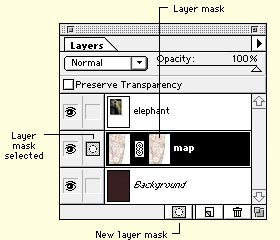 Layer mask
Layers
Normal
Opacity: 100%
Preserve Transparency
elephant
Layer
mask
selected
map
Background
New layer mask